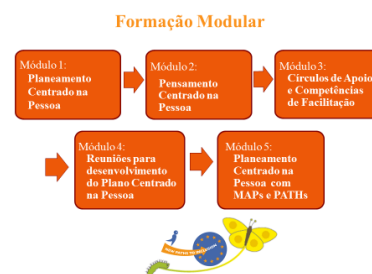 Formação Modular
Módulo 1:
Planeamento
Centrado na
Pessoa
Módulo 2:
Pensamento
Centrado na
Pessoa
Módulo 3:
Círculos de Apoio
e Competências
de Facilitação
Módulo 4:
Reuniões para
desenvolvimento
do Plano Centrado
na Pessoa
Módulo 5:
Planeamento
Centrado na
Pessoa com
MAPs e PATHs